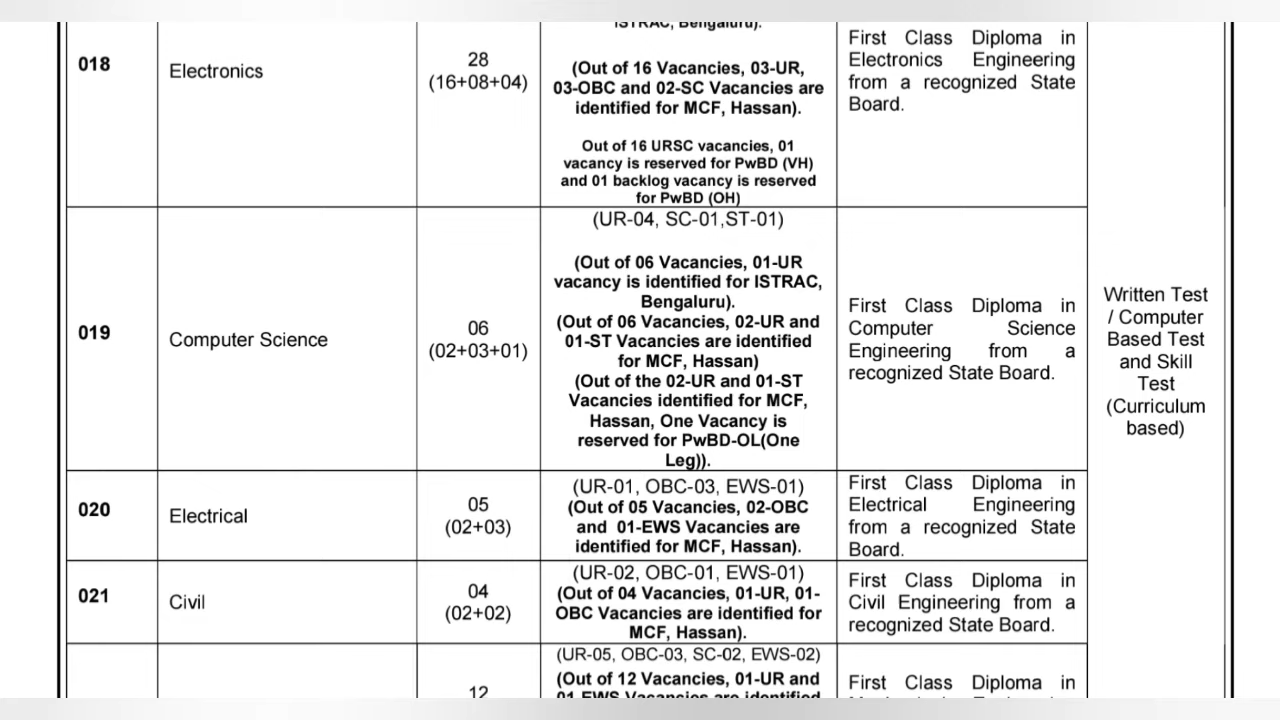 ISTRAC, Bengaluru).
018
Electronics
28
(16+08+04)
(Out of 16 Vacancies, 03-UR,
03-OBC and 02-SC Vacancies are
identified for MCF, Hassan).
Out of 16 URSC vacancies, 01
vacancy is reserved for PwBD (VH)
and 01 backlog vacancy is reserved
for PwBD (OH)
First Class Diploma in
Electronics Engineering
from a recognized State
Board.
019
Computer Science
06
(02+03+01)
(UR-04, SC-01,ST-01)
(Out of 06 Vacancies, 01-UR
vacancy is identified for ISTRAC,
Bengaluru).
(Out of 06 Vacancies, 02-UR and
01-ST Vacancies are identified
for MCF, Hassan)
(Out of the 02-UR and 01-ST
Vacancies identified for MCF,
Hassan, One Vacancy is
reserved for PwBD-OL(One
Leg)).
First Class Diploma in
Computer Science
Engineering from a
recognized State Board.
Written Test
/ Computer
Based Test
and Skill
Test
(Curriculum
based)
020
Electrical
05
(02+03)
(UR-01, OBC-03, EWS-01)
(Out of 05 Vacancies, 02-OBC
and 01-EWS Vacancies are
identified for MCF, Hassan).
First Class Diploma in
Electrical Engineering
from a recognized State
Board.
021
Civil
04
(02+02)
(UR-02, OBC-01, EWS-01)
(Out of 04 Vacancies, 01-UR, 01-
OBC Vacancies are identified for
MCF, Hassan).
First Class Diploma in
Civil Engineering from a
recognized State Board.
12
(UR-05, OBC-03, SC-02, EWS-02)
(Out of 12 Vacancies, 01-UR and
01-EWS Vacancies are identified
First Class Diploma in